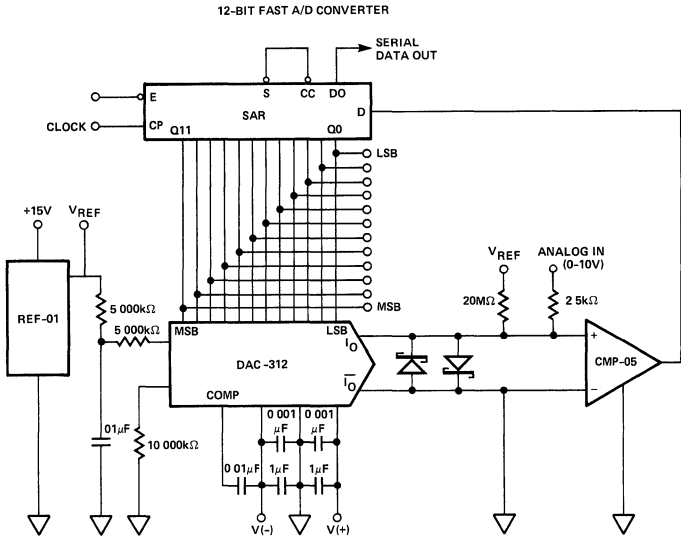 12-BIT FAST A/D CONVERTER
SERIAL
DATA OUT
S
CC
DO
E
D
SAR
CLOCK
CP
Q11
Q0
LSB
+15V
VREF
VREF
ANALOG IN
(0-10V)
REF-01
5 000kΩ
5 000kΩ
MSB
20MΩ
2 5kΩ
MSB
LSB
IO
+
CMP-05
DAC-312
IO
−
COMP
01µF
10 000kΩ
0 001
µF
0 001
µF
0 01µF
1µF
1µF
V(-)
V(+)